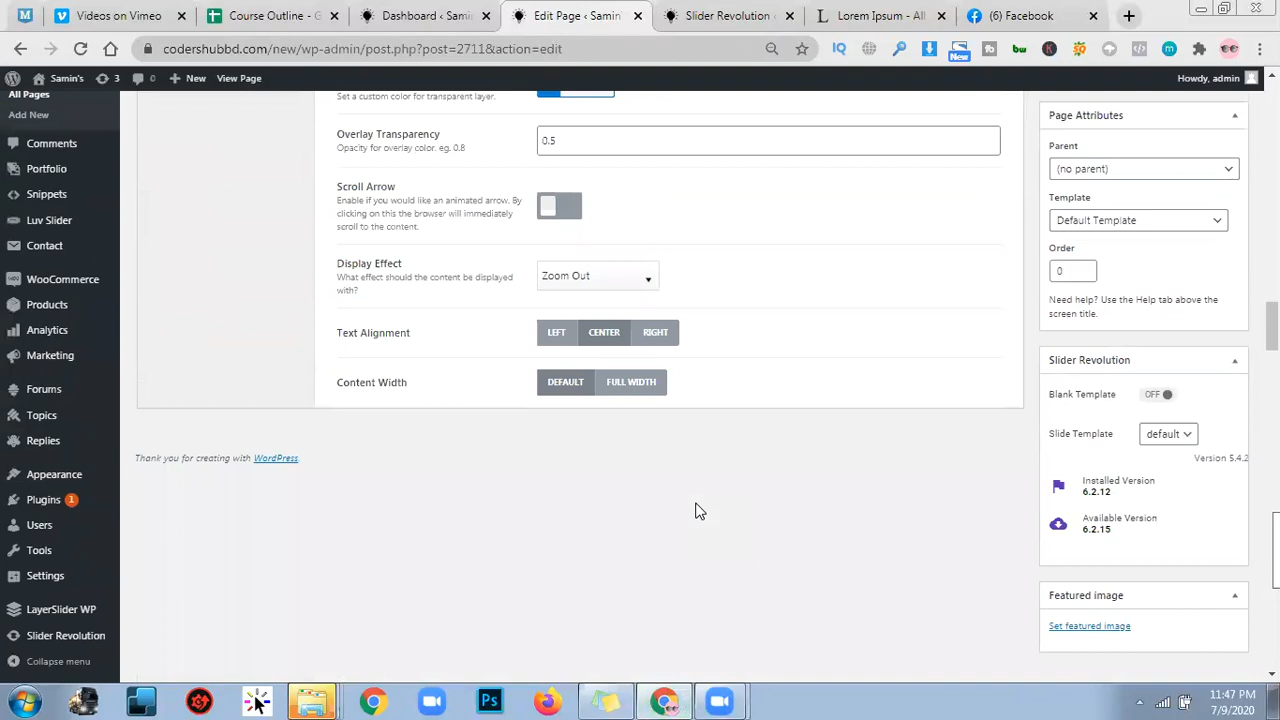 Videos on Vimeo
Course Outline - G
Dashboard ‹ Samin
Edit Page ‹ Samin
Slider Revolution
Lorem Ipsum - All
(6) Facebook
codershubbd.com/new/wp-admin/post.php?post=2711&action=edit
New
Samin's
3
0
New
View Page
Howdy, admin
All Pages
Add New
Comments
Portfolio
Snippets
Luv Slider
Contact
WooCommerce
Products
Analytics
Marketing
Forums
Topics
Replies
Appearance
Plugins 1
Users
Tools
Settings
LayerSlider WP
Slider Revolution
Collapse menu
Set a custom color for transparent layer.
Overlay Transparency
Opacity for overlay color. eg. 0.8
0.5
Scroll Arrow
Enable if you would like an animated arrow. By
clicking on this the browser will immediately
scroll to the content.
Display Effect
What effect should the content be displayed
with?
Zoom Out
Text Alignment
LEFT CENTER RIGHT
Content Width
DEFAULT FULL WIDTH
Thank you for creating with WordPress.
Page Attributes
Parent
(no parent)
Template
Default Template
Order
0
Need help? Use the Help tab above the
screen title.
Slider Revolution
Blank Template OFF
Slide Template default
Version 5.4.2
Installed Version
6.2.12
Available Version
6.2.15
Featured image
Set featured image
Ps
11:47 PM
7/9/2020